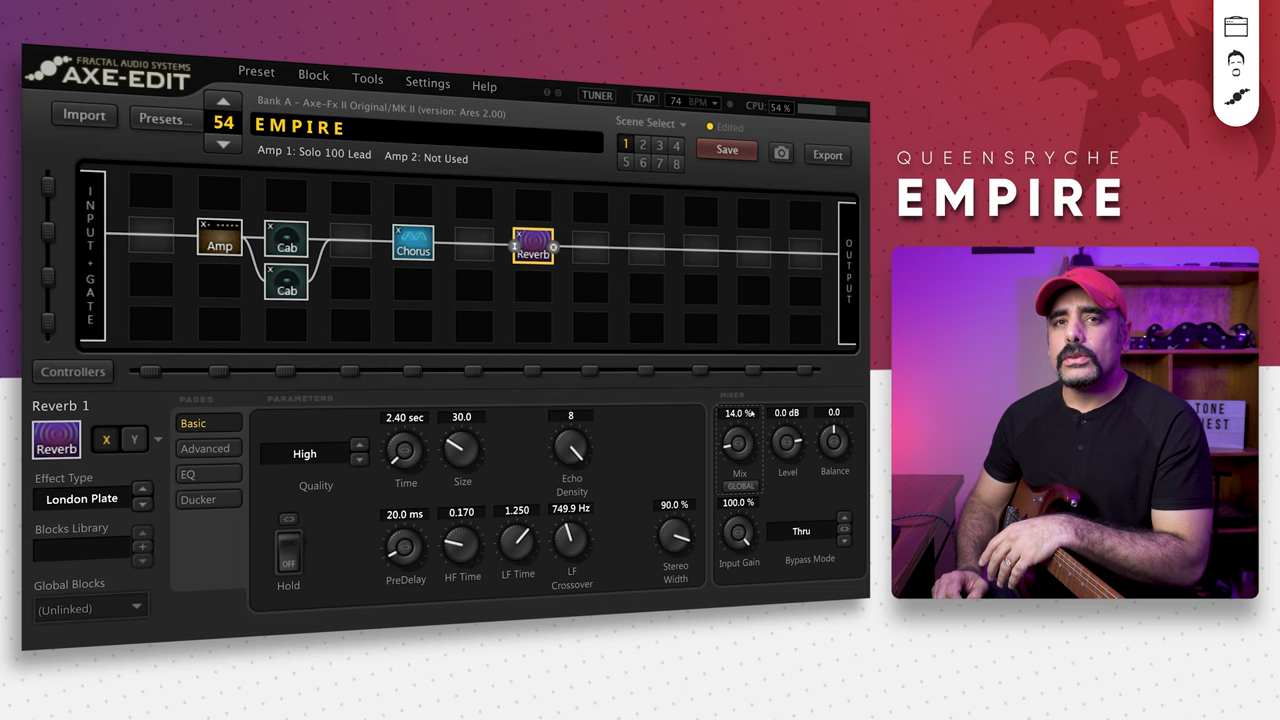 FRACTAL AUDIO SYSTEMS
AXE-EDIT
Preset Block Tools Settings Help
TUNER TAP 74 BPM CPU: 54 %
Import Presets... 54
Bank A - Axe-Fx II Original/MK II (version: Ares 2.00)
EMPIRE
Amp 1: Solo 100 Lead Amp 2: Not Used
Scene Select
1 2 3 4
5 6 7 8
Edited
Save
Export
INPUT + GATE
Amp
Cab
Cab
Chorus
Reverb
OUTPUT
Controllers
Reverb 1
Reverb
X Y
Effect Type
London Plate
Blocks Library
Global Blocks
(Unlinked)
PAGES
Basic
Advanced
EQ
Ducker
PARAMETERS
High
Quality
OFF
Hold
2.40 sec 30.0 8
Time Size Echo
Density
20.0 ms 0.170 1.250 749.9 Hz 90.0 %
PreDelay HF Time LF Time LF
Crossover
Stereo
Width
MIXER
14.0 % 0.0 dB 0.0
Mix Level Balance
GLOBAL
100.0 %
Input Gain
Thru
Bypass Mode
QUEENSRYCHE
EMPIRE
TONE